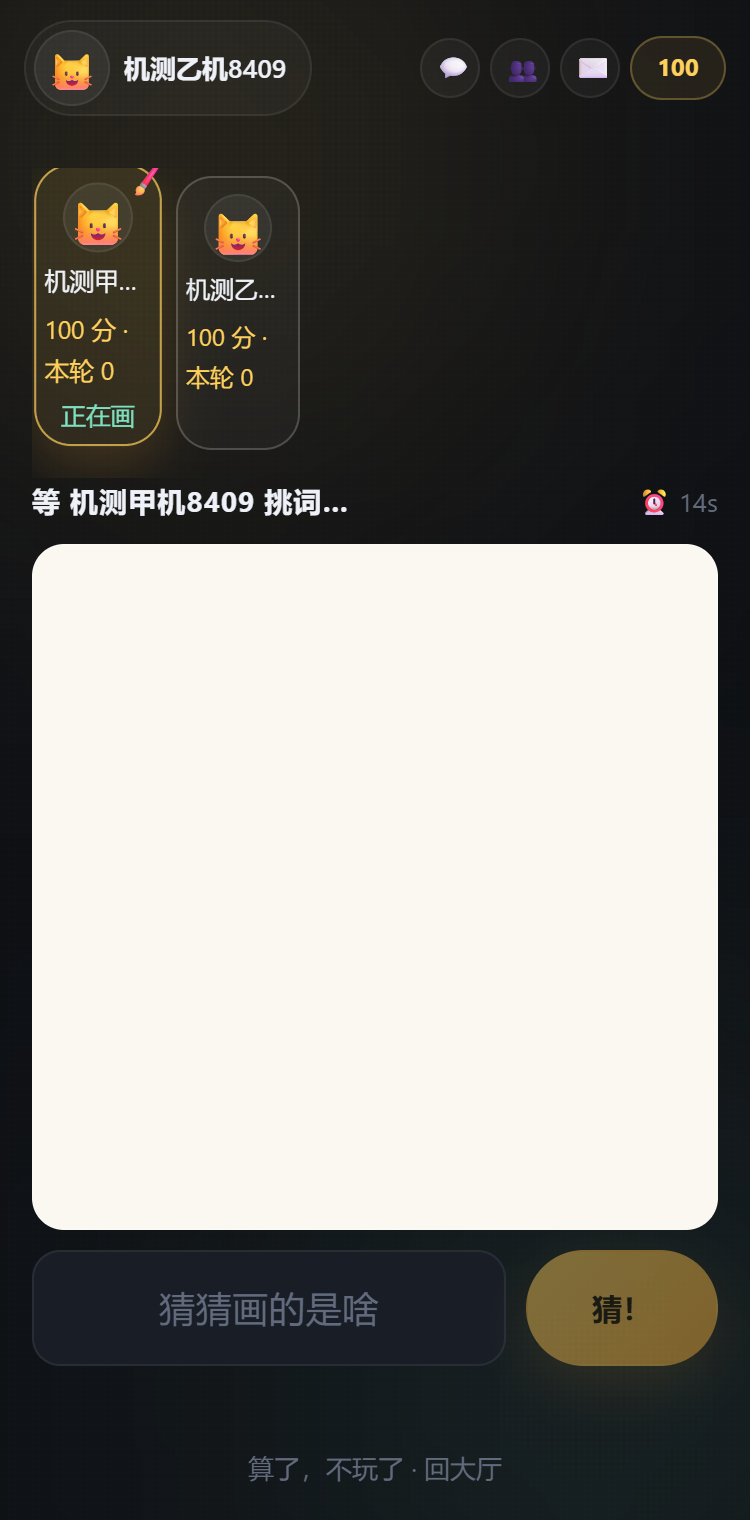 机测乙机8409
100
机测甲...
100 分 ·
本轮 0
正在画
机测乙...
100 分 ·
本轮 0
等 机测甲机8409 挑词...
14s
猜猜画的是啥
猜!
算了，不玩了 · 回大厅